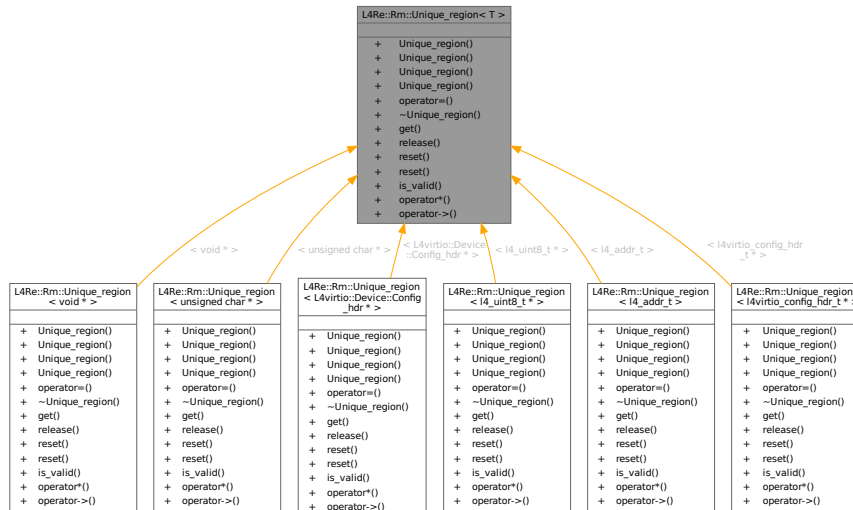 L4Re::Rm::Unique_region< T >
+ Unique_region()
+ Unique_region()
+ Unique_region()
+ Unique_region()
+ operator=()
+ ~Unique_region()
+ get()
+ release()
+ reset()
+ reset()
+ is_valid()
+ operator*()
+ operator->()
< void * >
< unsigned char * >
< L4virtio::Device
::Config_hdr * >
< l4_uint8_t * >
< l4_addr_t >
< l4virtio_config_hdr
_t * >
L4Re::Rm::Unique_region
< void * >
+ Unique_region()
+ Unique_region()
+ Unique_region()
+ Unique_region()
+ operator=()
+ ~Unique_region()
+ get()
+ release()
+ reset()
+ reset()
+ is_valid()
+ operator*()
+ operator->()
L4Re::Rm::Unique_region
< unsigned char * >
+ Unique_region()
+ Unique_region()
+ Unique_region()
+ Unique_region()
+ operator=()
+ ~Unique_region()
+ get()
+ release()
+ reset()
+ reset()
+ is_valid()
+ operator*()
+ operator->()
L4Re::Rm::Unique_region
< L4virtio::Device::Config
_hdr * >
+ Unique_region()
+ Unique_region()
+ Unique_region()
+ Unique_region()
+ operator=()
+ ~Unique_region()
+ get()
+ release()
+ reset()
+ reset()
+ is_valid()
+ operator*()
+ operator->()
L4Re::Rm::Unique_region
< l4_uint8_t * >
+ Unique_region()
+ Unique_region()
+ Unique_region()
+ Unique_region()
+ operator=()
+ ~Unique_region()
+ get()
+ release()
+ reset()
+ reset()
+ is_valid()
+ operator*()
+ operator->()
L4Re::Rm::Unique_region
< l4_addr_t >
+ Unique_region()
+ Unique_region()
+ Unique_region()
+ Unique_region()
+ operator=()
+ ~Unique_region()
+ get()
+ release()
+ reset()
+ reset()
+ is_valid()
+ operator*()
+ operator->()
L4Re::Rm::Unique_region
< l4virtio_config_hdr_t * >
+ Unique_region()
+ Unique_region()
+ Unique_region()
+ Unique_region()
+ operator=()
+ ~Unique_region()
+ get()
+ release()
+ reset()
+ reset()
+ is_valid()
+ operator*()
+ operator->()